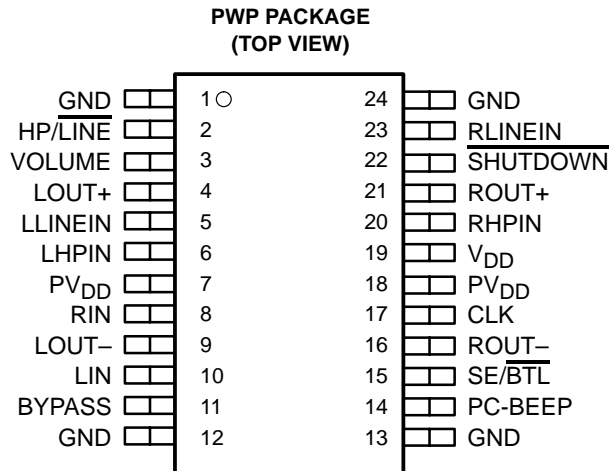 PWP PACKAGE
(TOP VIEW)
GND 1 24 GND
HP/LINE 2 23 RLINEIN
VOLUME 3 22 SHUTDOWN
LOUT+ 4 21 ROUT+
LLINEIN 5 20 RHPIN
LHPIN 6 19 VDD
PVDD 7 18 PVDD
RIN 8 17 CLK
LOUT– 9 16 ROUT–
LIN 10 15 SE/BTL
BYPASS 11 14 PC-BEEP
GND 12 13 GND